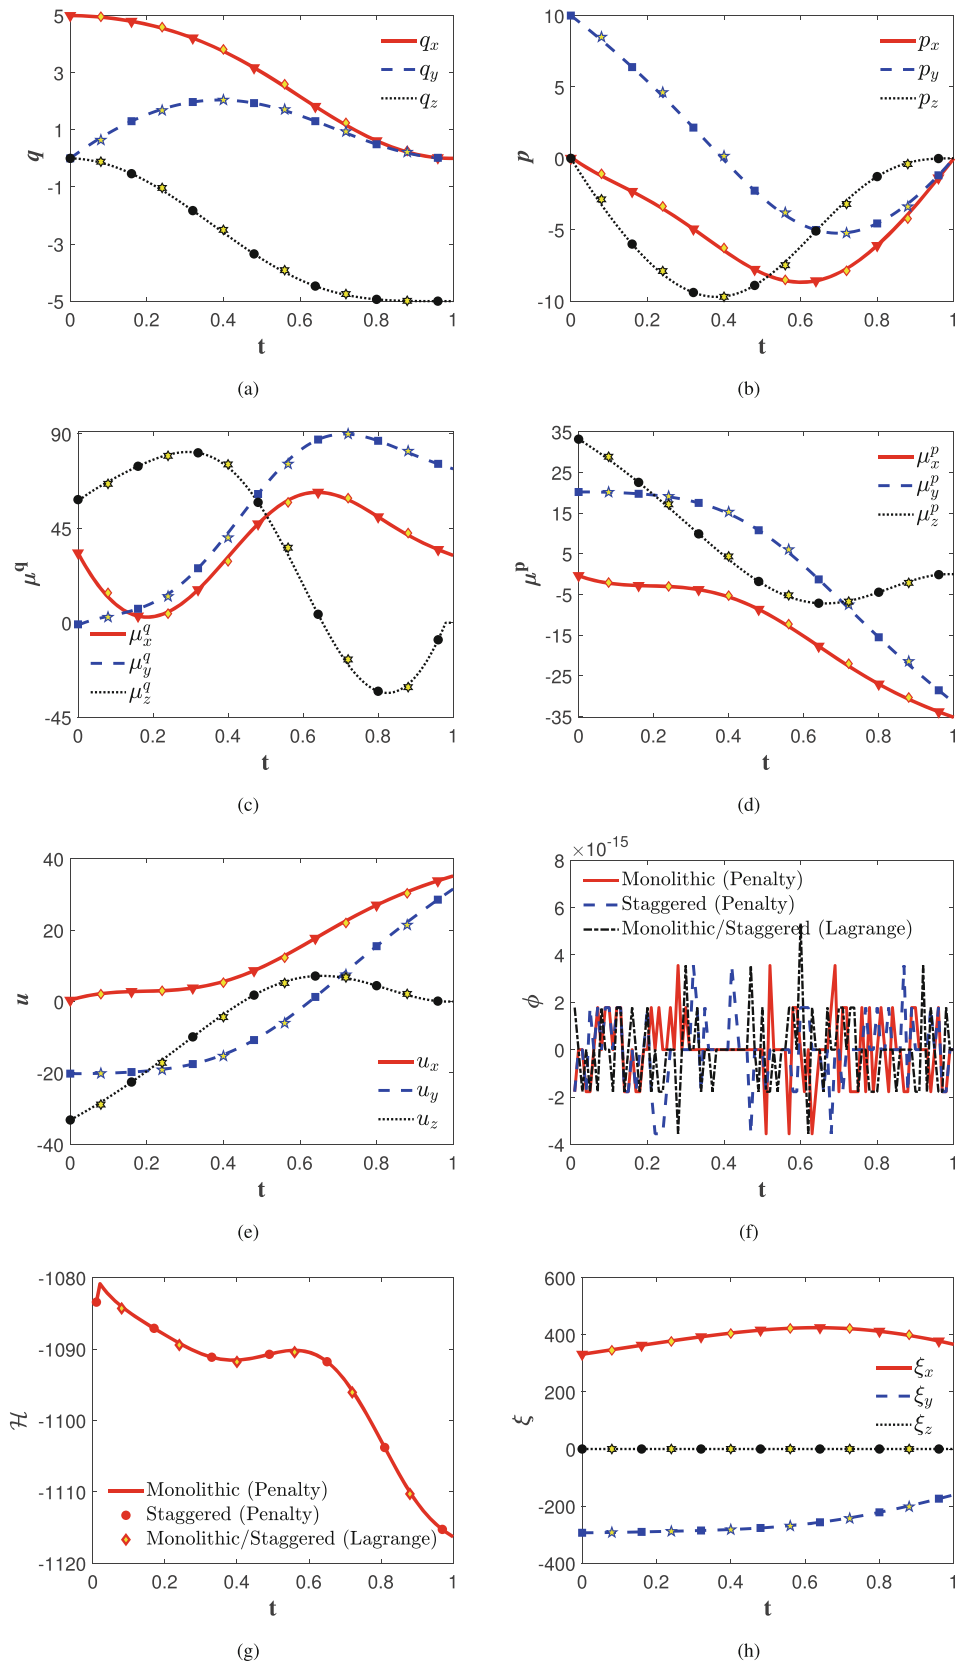 5
3
1
-1
-3
-5
q
q_x
q_y
q_z
0 0.2 0.4 0.6 0.8 1
t
(a)
10
5
0
-5
-10
p
p_x
p_y
p_z
0 0.2 0.4 0.6 0.8 1
t
(b)
90
45
0
-45
μ^q
μ_x^q
μ_y^q
μ_z^q
0 0.2 0.4 0.6 0.8 1
t
(c)
35
25
15
5
-5
-15
-25
-35
μ^p
μ_x^p
μ_y^p
μ_z^p
0 0.2 0.4 0.6 0.8 1
t
(d)
40
20
0
-20
-40
u
u_x
u_y
u_z
0 0.2 0.4 0.6 0.8 1
t
(e)
×10^-15
8
6
4
2
0
-2
-4
ϕ
Monolithic (Penalty)
Staggered (Penalty)
Monolithic/Staggered (Lagrange)
0 0.2 0.4 0.6 0.8 1
t
(f)
-1080
-1090
-1100
-1110
-1120
ℋ
Monolithic (Penalty)
Staggered (Penalty)
Monolithic/Staggered (Lagrange)
0 0.2 0.4 0.6 0.8 1
t
(g)
600
400
200
0
-200
-400
ξ
ξ_x
ξ_y
ξ_z
0 0.2 0.4 0.6 0.8 1
t
(h)